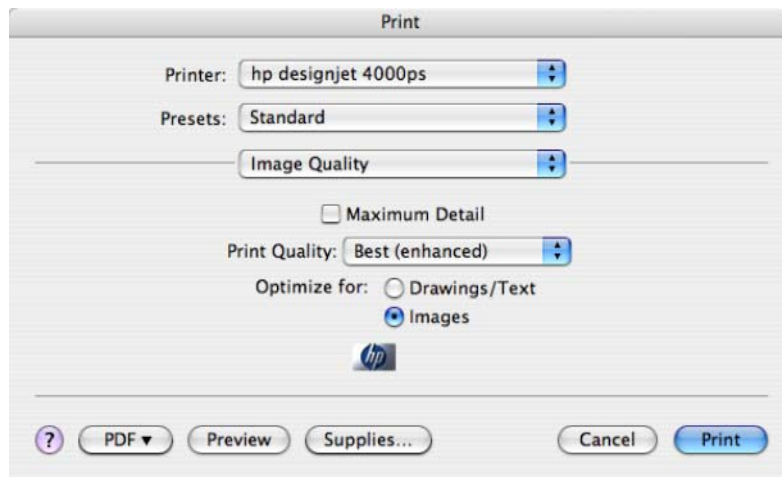 Print
Printer: hp designjet 4000ps
Presets: Standard
Image Quality
Maximum Detail
Print Quality: Best (enhanced)
Optimize for: Drawings/Text
Images
hp
? PDF ▼ Preview Supplies... Cancel Print